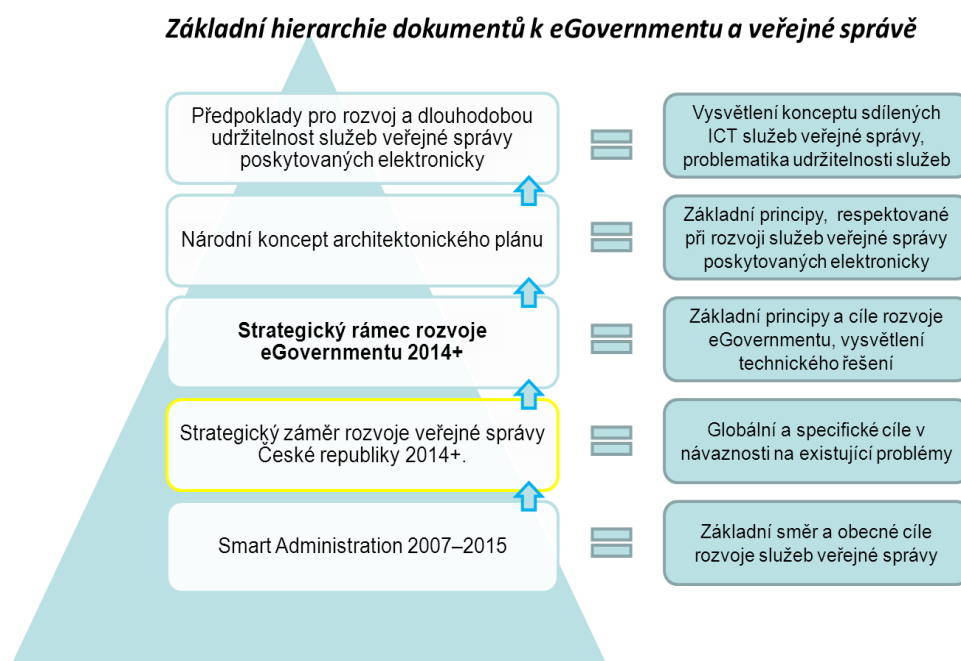 Základní hierarchie dokumentů k eGovernmentu a veřejné správě
Předpoklady pro rozvoj a dlouhodobou
udržitelnost služeb veřejné správy
poskytovaných elektronicky
Vysvětlení konceptu sdílených
ICT služeb veřejné správy,
problematika udržitelnosti služeb
Národní koncept architektonického plánu
Základní principy, respektované
při rozvoji služeb veřejné správy
poskytovaných elektronicky
Strategický rámec rozvoje
eGovernmentu 2014+
Základní principy a cíle rozvoje
eGovernmentu, vysvětlení
technického řešení
Strategický záměr rozvoje veřejné správy
České republiky 2014+.
Globální a specifické cíle v
návaznosti na existující problémy
Smart Administration 2007–2015
Základní směr a obecné cíle
rozvoje služeb veřejné správy